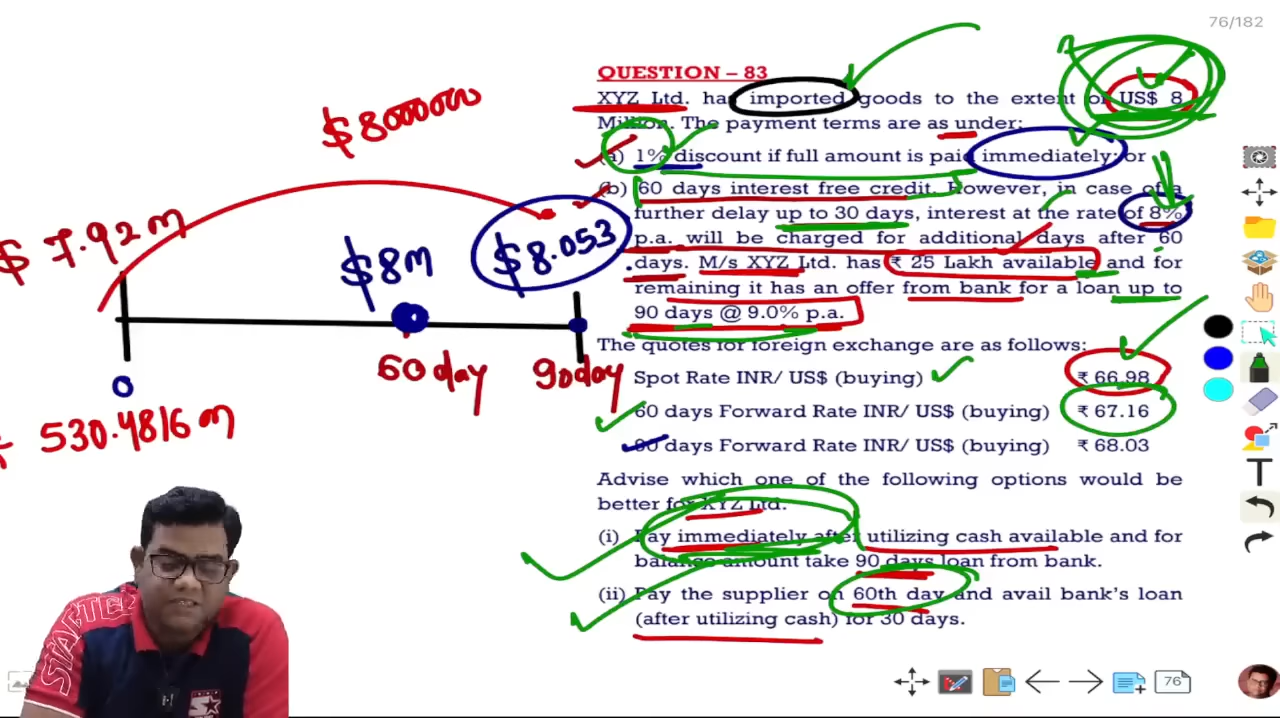 76/182
QUESTION – 83
XYZ Ltd. has imported goods to the extent of US$ 8
Million. The payment terms are as under:
(a) 1% discount if full amount is paid immediately; or
(b) 60 days interest free credit. However, in case of a
further delay up to 30 days, interest at the rate of 8%
p.a. will be charged for additional days after 60
days. M/s XYZ Ltd. has ₹ 25 Lakh available and for
remaining it has an offer from bank for a loan up to
90 days @ 9.0% p.a.
The quotes for foreign exchange are as follows:
Spot Rate INR/ US$ (buying) ₹ 66.98
60 days Forward Rate INR/ US$ (buying) ₹ 67.16
90 days Forward Rate INR/ US$ (buying) ₹ 68.03
Advise which one of the following options would be
better for XYZ Ltd.
(i) Pay immediately after utilizing cash available and for
balance amount take 90 days loan from bank.
(ii) Pay the supplier on 60th day and avail bank's loan
(after utilizing cash) for 30 days.
$8000000
$ 7.92 m
$8m
$8.053
0
60 day
90 day
530.4816 m
STARTER
76